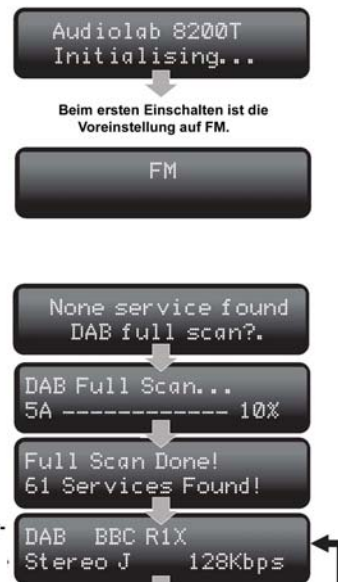 Audiolab 8200T
Initialising...
Beim ersten Einschalten ist die
Voreinstellung auf FM.
FM
None service found
DAB full scan?.
DAB Full Scan...
5A ------------ 10%
Full Scan Done!
61 Services Found!
DAB BBC R1X
Stereo J 128Kbps